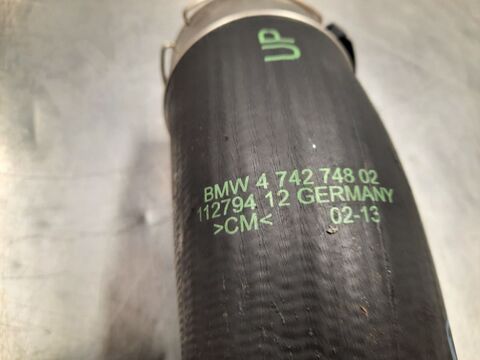 UP
BMW 4 742 748 02
112794 12 GERMANY
>CM< 02-13